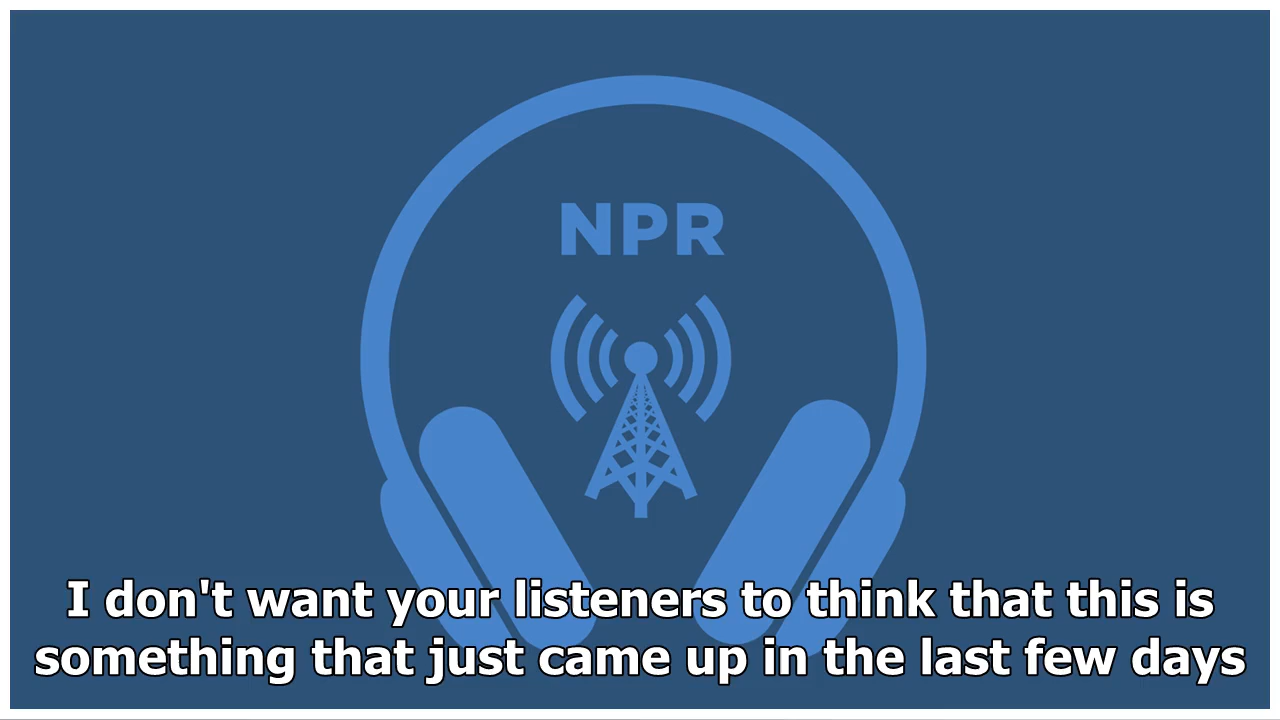 NPR
I don't want your listeners to think that this is
something that just came up in the last few days